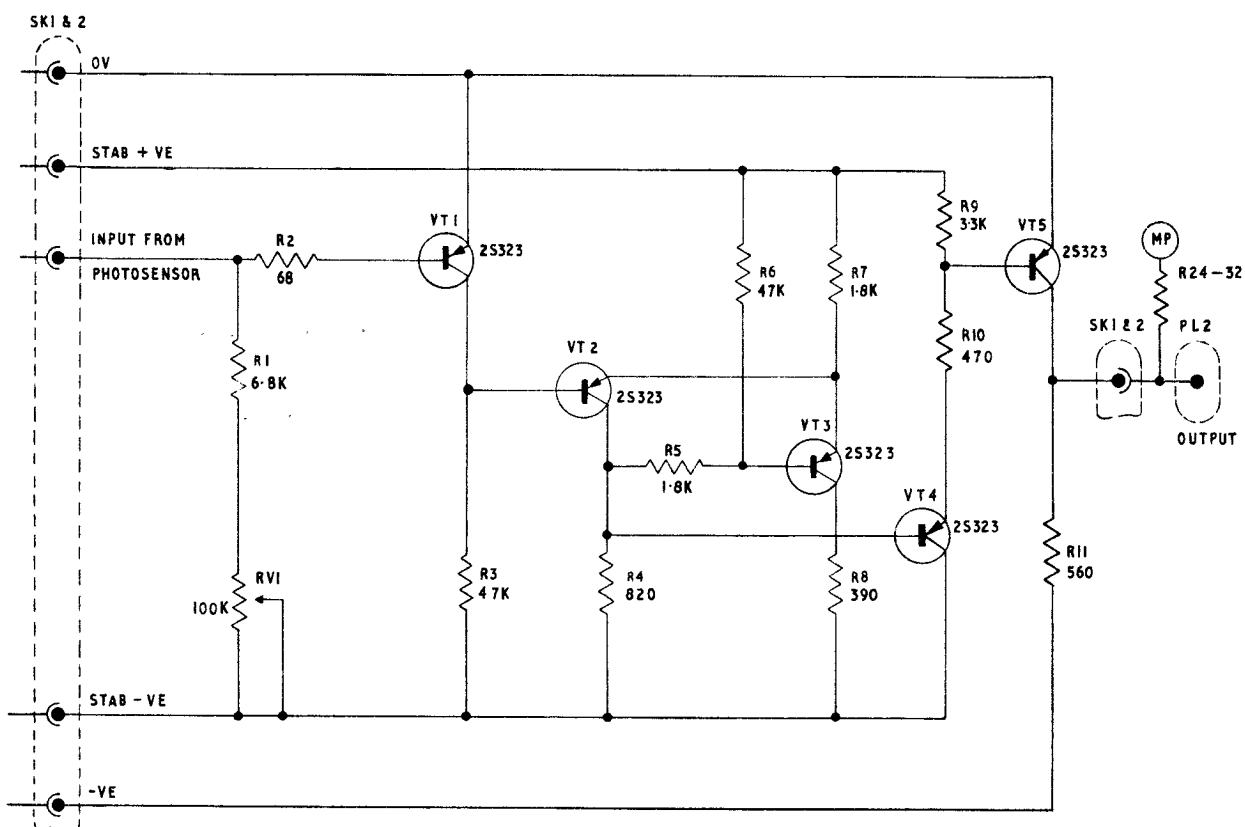 SK1 & 2
0V
STAB +VE
INPUT FROM
PHOTOSENSOR
R2
68
VT1
2S323
R1
6·8K
RV1
100K
R3
47K
VT2
2S323
R5
1·8K
R4
820
R6
47K
R7
1·8K
VT3
2S323
R8
390
R9
3·3K
R10
470
VT4
2S323
VT5
2S323
MP
R24-32
SK1 & 2
PL2
OUTPUT
R11
560
STAB -VE
-VE